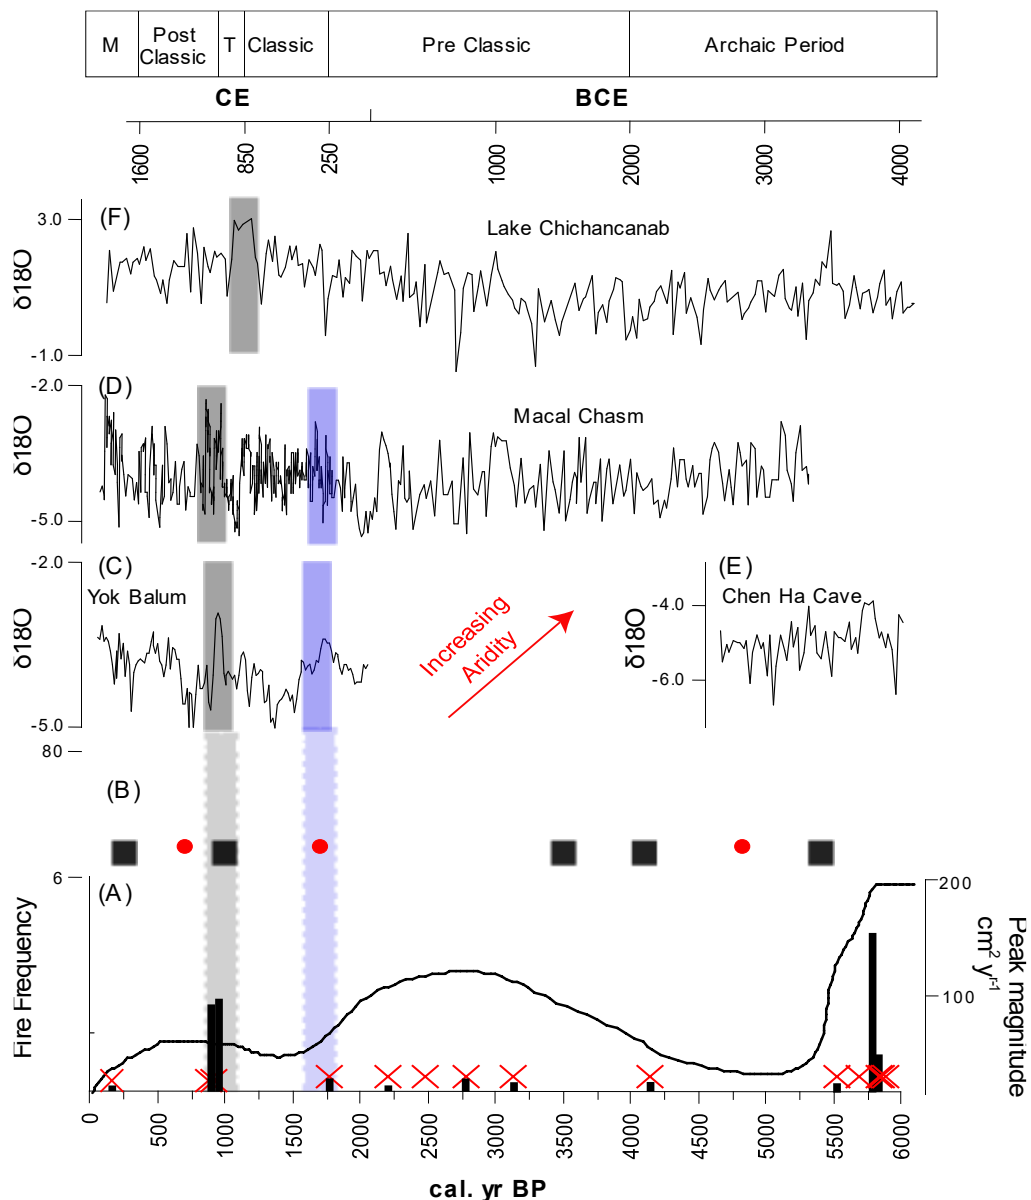 M
Post
Classic
T
Classic
Pre Classic
Archaic Period
CE
BCE
1600
850
250
1000
2000
3000
4000
(F)
3.0
Lake Chichancanab
δ18O
-1.0
(D)
-2.0
Macal Chasm
δ18O
-5.0
(C)
-2.0
Yok Balum
δ18O
-5.0
Increasing
Aridity
(E)
Chen Ha Cave
-4.0
δ18O
-6.0
80
(B)
6
(A)
Fire Frequency
200
100
Peak magnitude
cm² yr⁻¹
0
500
1000
1500
2000
2500
3000
3500
4000
4500
5000
5500
6000
cal. yr BP